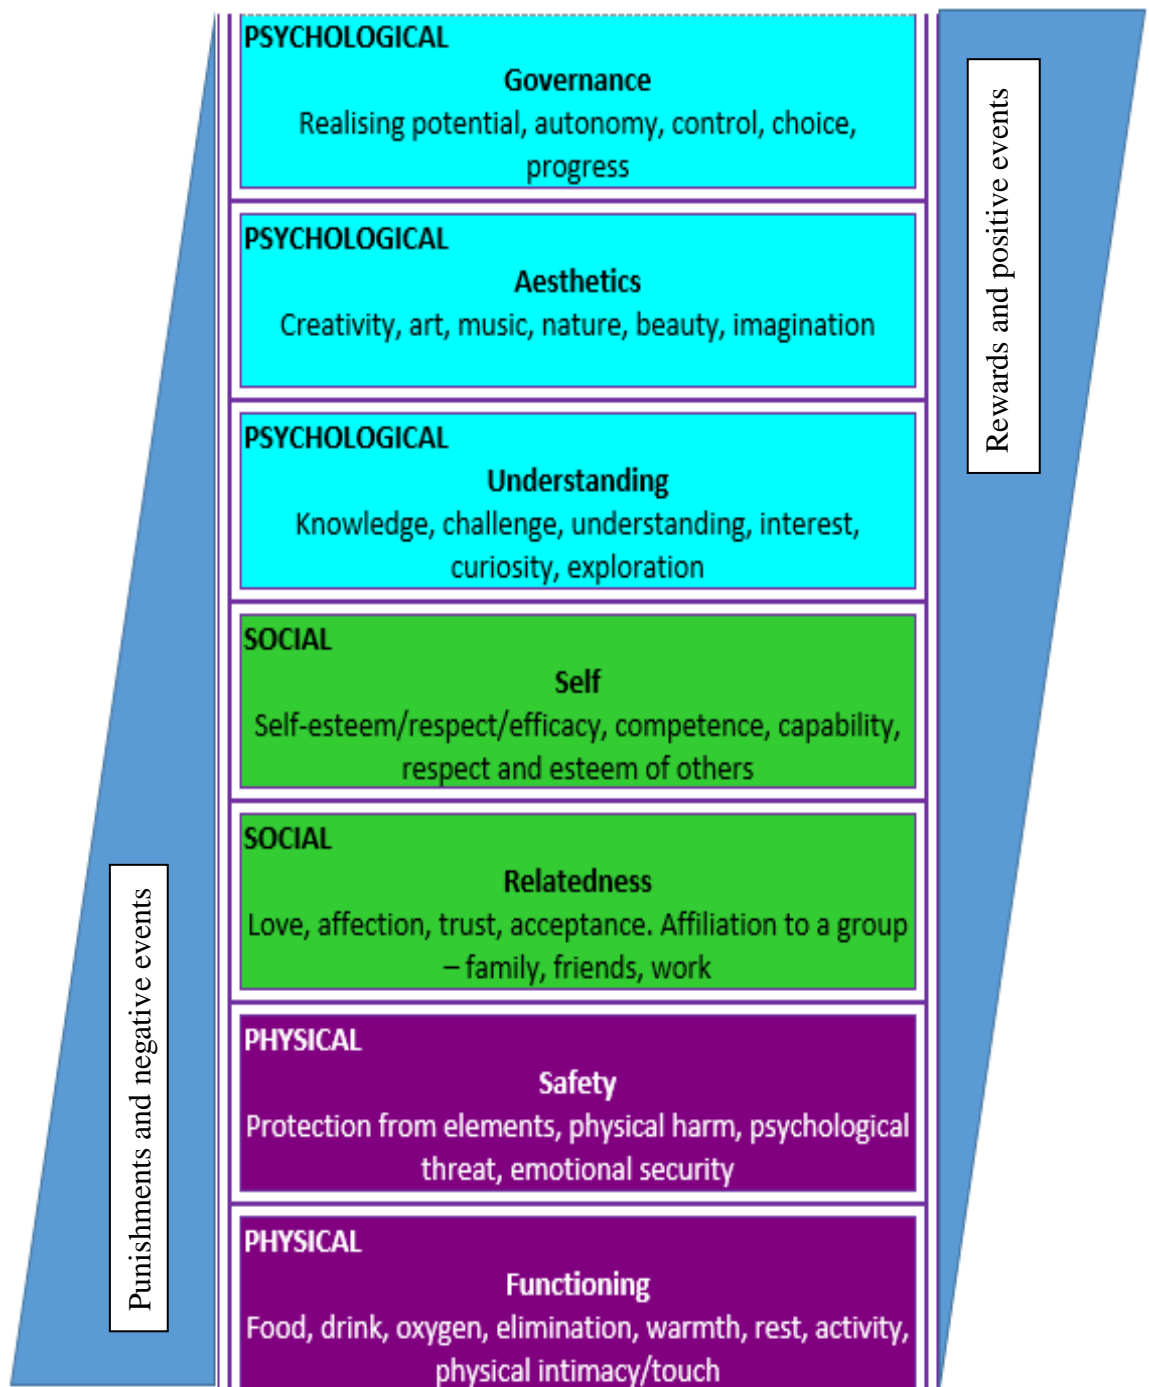 PSYCHOLOGICAL
Governance
Realising potential, autonomy, control, choice,
progress
PSYCHOLOGICAL
Aesthetics
Creativity, art, music, nature, beauty, imagination
PSYCHOLOGICAL
Understanding
Knowledge, challenge, understanding, interest,
curiosity, exploration
SOCIAL
Self
Self-esteem/respect/efficacy, competence, capability,
respect and esteem of others
SOCIAL
Relatedness
Love, affection, trust, acceptance. Affiliation to a group
– family, friends, work
PHYSICAL
Safety
Protection from elements, physical harm, psychological
threat, emotional security
PHYSICAL
Functioning
Food, drink, oxygen, elimination, warmth, rest, activity,
physical intimacy/touch
Punishments and negative events
Rewards and positive events